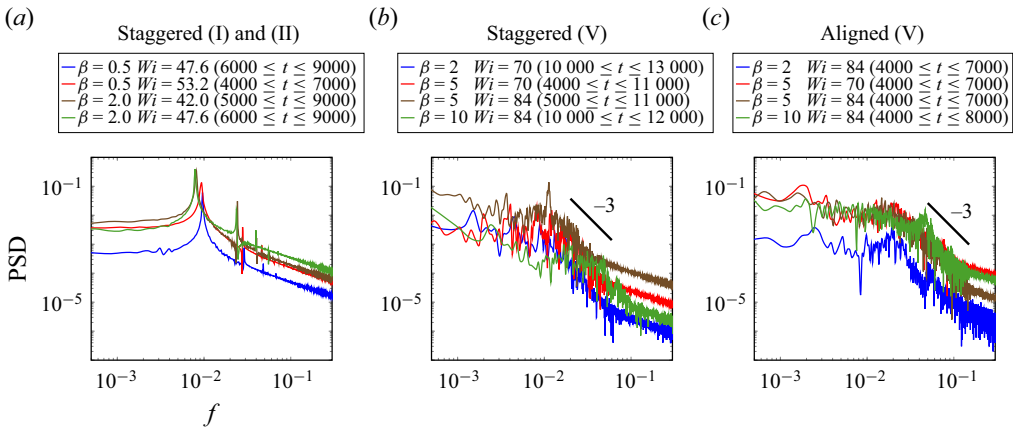 (a)
Staggered (I) and (II)
β = 0.5 Wi = 47.6 (6000 ≤ t ≤ 9000)
β = 0.5 Wi = 53.2 (4000 ≤ t ≤ 7000)
β = 2.0 Wi = 42.0 (5000 ≤ t ≤ 9000)
β = 2.0 Wi = 47.6 (6000 ≤ t ≤ 9000)
10⁻¹
PSD
10⁻⁵
10⁻³ 10⁻² 10⁻¹
f
(b)
Staggered (V)
β = 2 Wi = 70 (10 000 ≤ t ≤ 13 000)
β = 5 Wi = 70 (4000 ≤ t ≤ 11 000)
β = 5 Wi = 84 (5000 ≤ t ≤ 11 000)
β = 10 Wi = 84 (10 000 ≤ t ≤ 12 000)
10⁻¹
–3
10⁻⁵
10⁻³ 10⁻² 10⁻¹
(c)
Aligned (V)
β = 2 Wi = 84 (4000 ≤ t ≤ 7000)
β = 5 Wi = 70 (4000 ≤ t ≤ 7000)
β = 5 Wi = 84 (4000 ≤ t ≤ 7000)
β = 10 Wi = 84 (4000 ≤ t ≤ 8000)
10⁻¹
–3
10⁻⁵
10⁻³ 10⁻² 10⁻¹